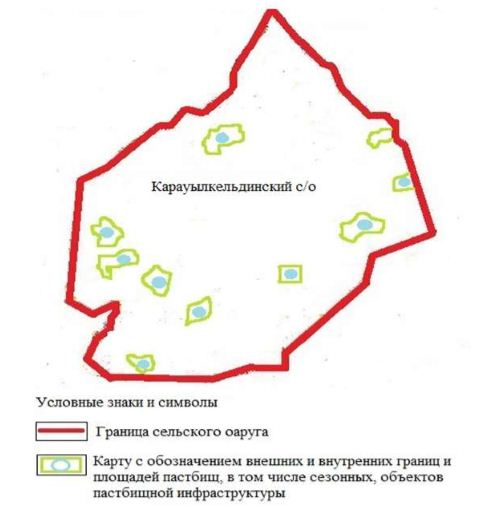 Карауылкельдинский с/о
Условные знаки и символы
Граница сельского оаруга
Карту с обозначением внешних и внутренних границ и
площадей пастбищ, в том числе сезонных, объектов
пастбищной инфраструктуры